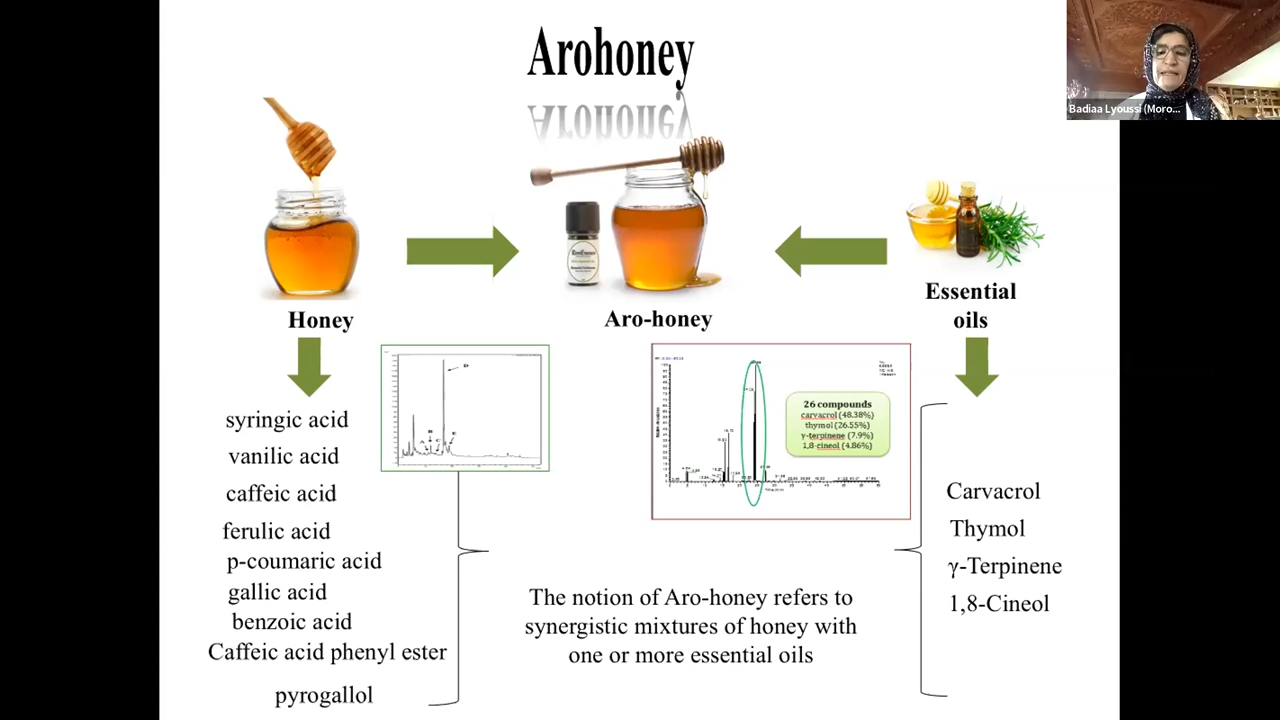 Arohoney
Badiaa Lyoussi (Moro...
Honey
Aro-honey
Essential
oils
syringic acid
vanilic acid
caffeic acid
ferulic acid
p-coumaric acid
gallic acid
benzoic acid
Caffeic acid phenyl ester
pyrogallol
26 compounds
carvacrol (48.38%)
thymol (26.55%)
γ-terpinene (7.9%)
1,8-cineol (4.86%)
The notion of Aro-honey refers to
synergistic mixtures of honey with
one or more essential oils
Carvacrol
Thymol
γ-Terpinene
1,8-Cineol